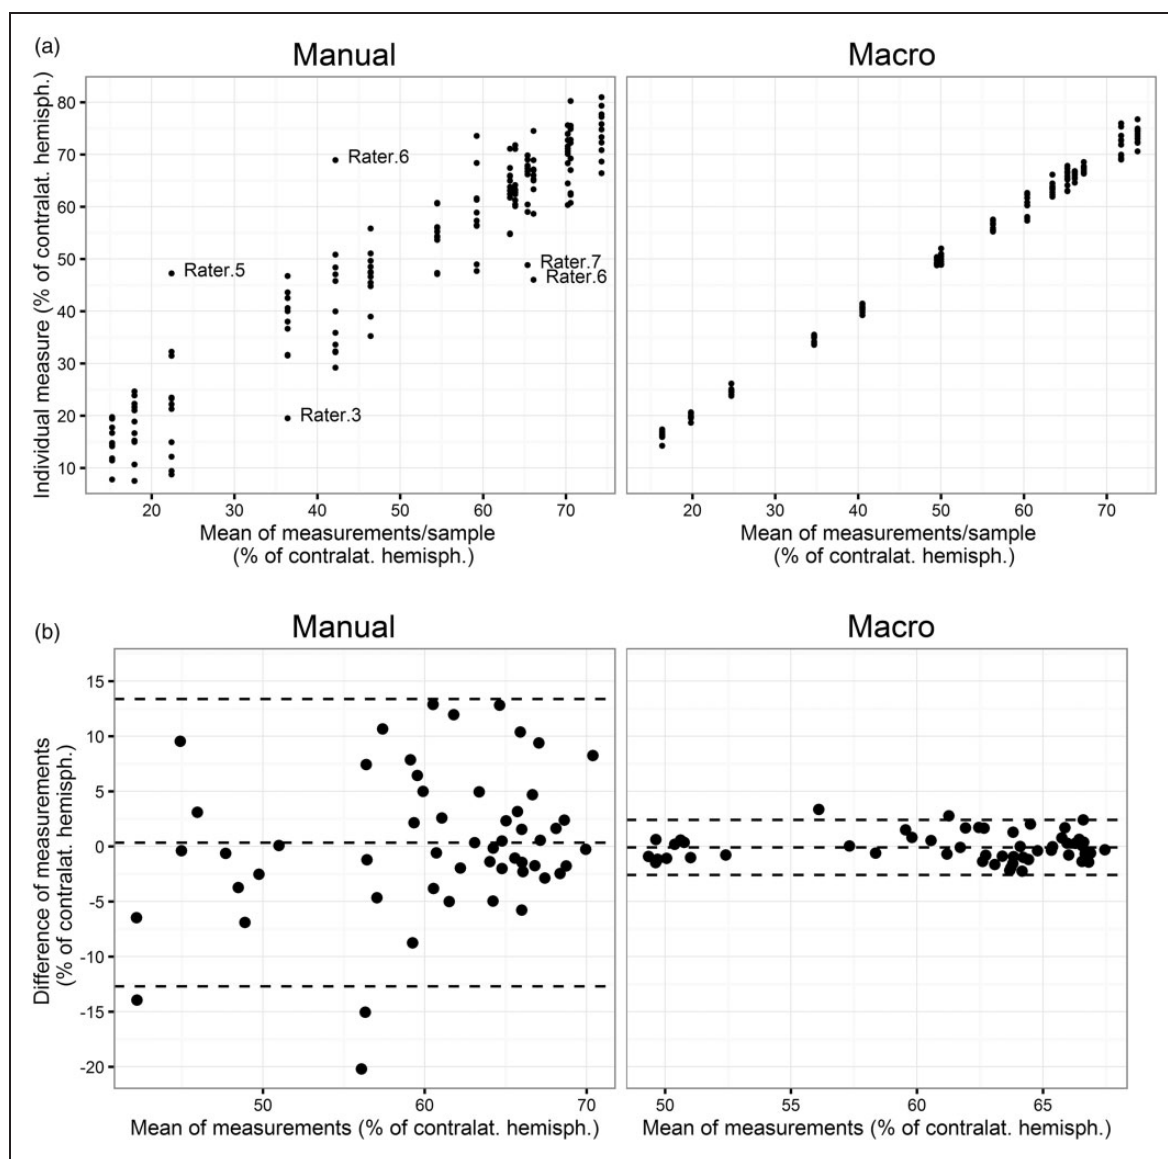 (a)
Manual
Macro
Individual measure (% of contralat. hemisph.)
80
70
60
50
40
30
20
10
Rater.6
Rater.5
Rater.7
Rater.6
Rater.3
20
30
40
50
60
70
20
30
40
50
60
70
Mean of measurements/sample
(% of contralat. hemisph.)
Mean of measurements/sample
(% of contralat. hemisph.)
(b)
Manual
Macro
Difference of measurements
(% of contralat. hemisph.)
15
10
5
0
-5
-10
-15
-20
50
60
70
50
55
60
65
Mean of measurements (% of contralat. hemisph.)
Mean of measurements (% of contralat. hemisph.)